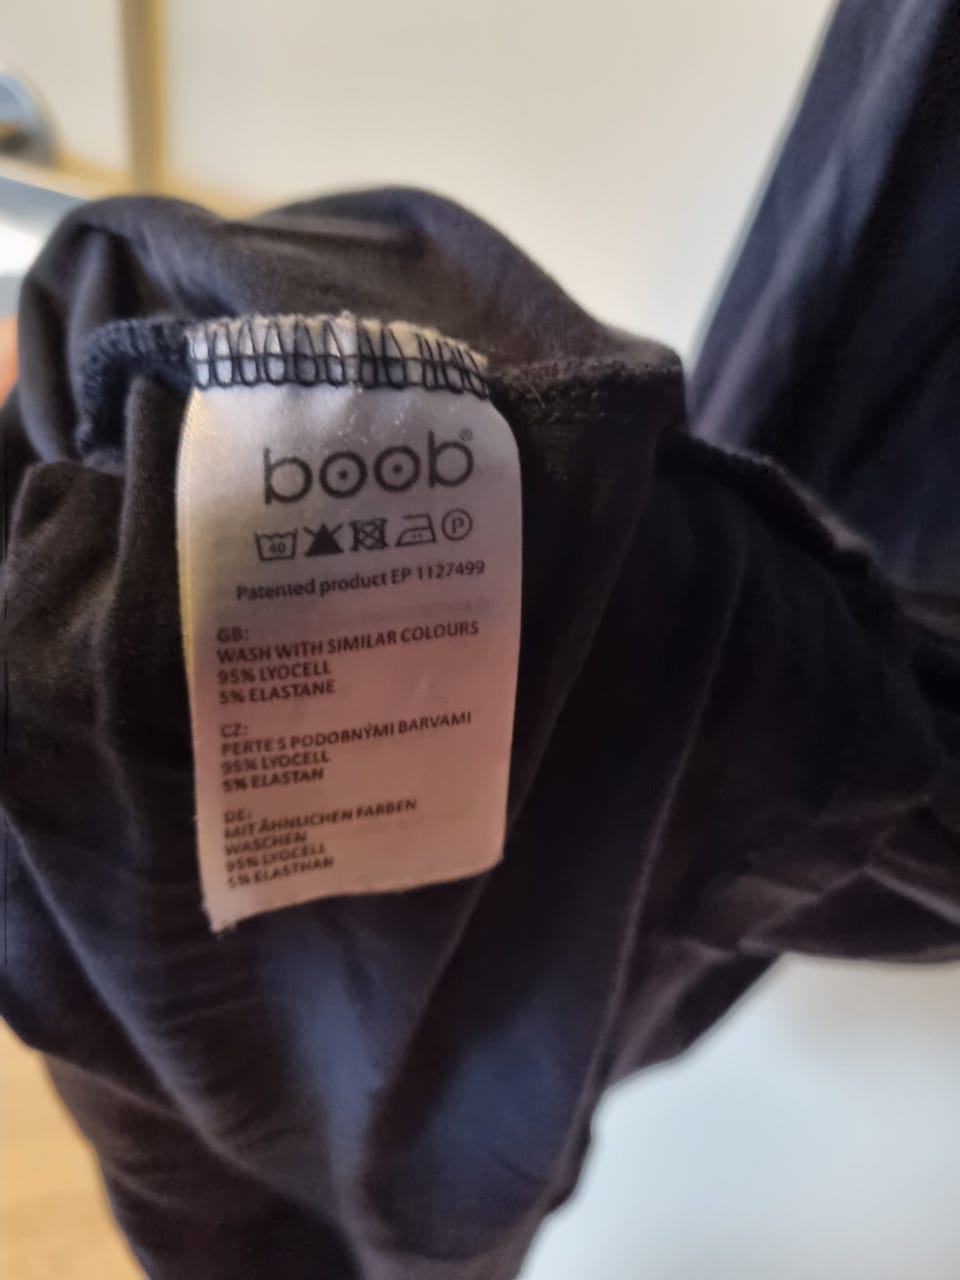 boob®
40 P
Patented product EP 1127499
GB:
WASH WITH SIMILAR COLOURS
95% LYOCELL
5% ELASTANE
CZ:
PERTE S PODOBNÝMI BARVAMI
95% LYOCELL
5% ELASTAN
DE:
MIT ÄHNLICHEN FARBEN
WASCHEN
95% LYOCELL
5% ELASTHAN